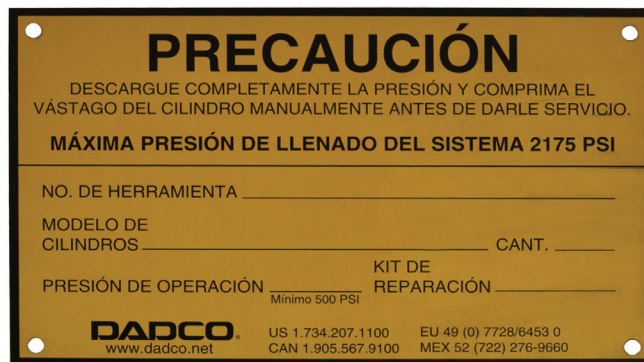 PRECAUCIÓN
DESCARGUE COMPLETAMENTE LA PRESIÓN Y COMPRIMA EL
VÁSTAGO DEL CILINDRO MANUALMENTE ANTES DE DARLE SERVICIO.
MÁXIMA PRESIÓN DE LLENADO DEL SISTEMA 2175 PSI
NO. DE HERRAMIENTA
MODELO DE
CILINDROS CANT.
KIT DE
PRESIÓN DE OPERACIÓN REPARACIÓN
Mínimo 500 PSI
DADCO.
www.dadco.net
US 1.734.207.1100 EU 49 (0) 7728/6453 0
CAN 1.905.567.9100 MEX 52 (722) 276-9660